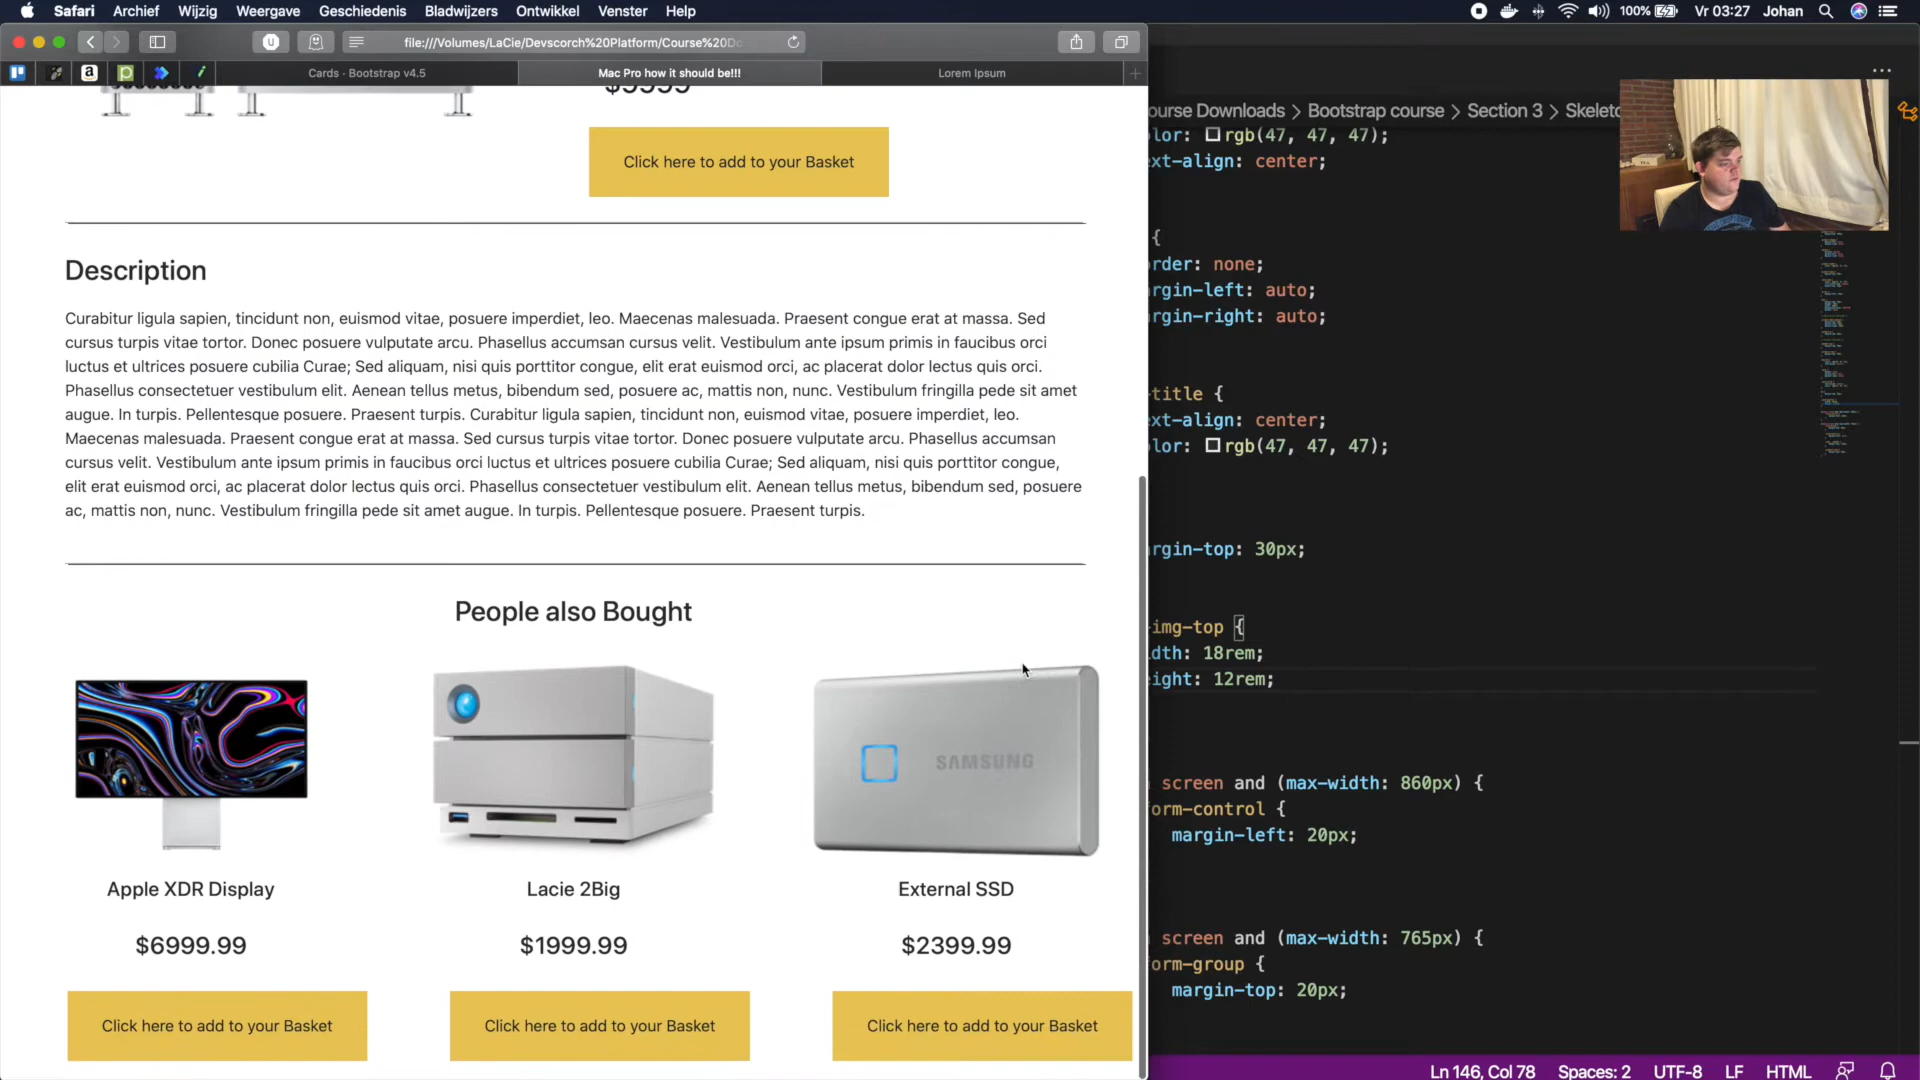 Safari Archief Wijzig Weergave Geschiedenis Bladwijzers Ontwikkel Venster Help 100% Vr 03:27 Johan
file:///Volumes/LaCie/Devscorch%20Platform/Course%20Do
Cards · Bootstrap v4.5 Mac Pro how it should be!!! Lorem Ipsum
$5999
Click here to add to your Basket
Description
Curabitur ligula sapien, tincidunt non, euismod vitae, posuere imperdiet, leo. Maecenas malesuada. Praesent congue erat at massa. Sed
cursus turpis vitae tortor. Donec posuere vulputate arcu. Phasellus accumsan cursus velit. Vestibulum ante ipsum primis in faucibus orci
luctus et ultrices posuere cubilia Curae; Sed aliquam, nisi quis porttitor congue, elit erat euismod orci, ac placerat dolor lectus quis orci.
Phasellus consectetuer vestibulum elit. Aenean tellus metus, bibendum sed, posuere ac, mattis non, nunc. Vestibulum fringilla pede sit amet
augue. In turpis. Pellentesque posuere. Praesent turpis. Curabitur ligula sapien, tincidunt non, euismod vitae, posuere imperdiet, leo.
Maecenas malesuada. Praesent congue erat at massa. Sed cursus turpis vitae tortor. Donec posuere vulputate arcu. Phasellus accumsan
cursus velit. Vestibulum ante ipsum primis in faucibus orci luctus et ultrices posuere cubilia Curae; Sed aliquam, nisi quis porttitor congue,
elit erat euismod orci, ac placerat dolor lectus quis orci. Phasellus consectetuer vestibulum elit. Aenean tellus metus, bibendum sed, posuere
ac, mattis non, nunc. Vestibulum fringilla pede sit amet augue. In turpis. Pellentesque posuere. Praesent turpis.
People also Bought
SAMSUNG
Apple XDR Display Lacie 2Big External SSD
$6999.99 $1999.99 $2399.99
Click here to add to your Basket Click here to add to your Basket Click here to add to your Basket
ourse Downloads > Bootstrap course > Section 3 > Skeleto
olor: rgb(47, 47, 47);
ext-align: center;
{
order: none;
argin-left: auto;
argin-right: auto;
-title {
ext-align: center;
olor: rgb(47, 47, 47);
argin-top: 30px;
-img-top {
idth: 18rem;
eight: 12rem;
screen and (max-width: 860px) {
form-control {
margin-left: 20px;
screen and (max-width: 765px) {
form-group {
margin-top: 20px;
Ln 146, Col 78 Spaces: 2 UTF-8 LF HTML